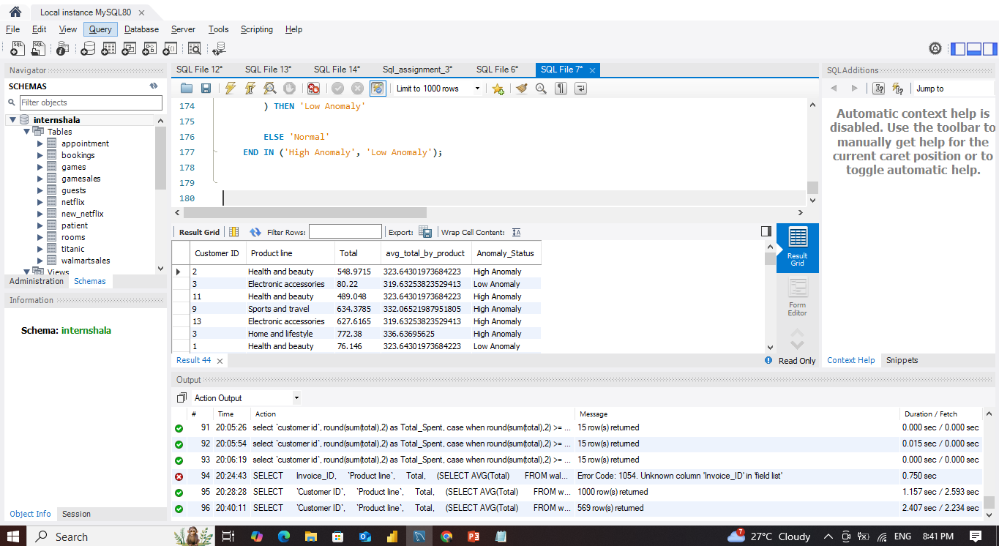 Local instance MySQL80
File Edit View Query Database Server Tools Scripting Help
Navigator
SCHEMAS
Filter objects
internshala
Tables
appointment
bookings
games
gamesales
guests
netflix
new_netflix
patient
rooms
titanic
walmartsales
Views
Administration Schemas
Information
Schema: internshala
Object Info Session
SQL File 12* SQL File 13* SQL File 14* Sql_assignment_3* SQL File 6* SQL File 7*
Limit to 1000 rows
174 ) THEN 'Low Anomaly'
175
176 ELSE 'Normal'
177 END IN ('High Anomaly', 'Low Anomaly');
178
179
180
Result Grid Filter Rows: Export: Wrap Cell Content:
Customer ID Product line Total avg_total_by_product Anomaly_Status
2 Health and beauty 548.9715 323.64301973684223 High Anomaly
3 Electronic accessories 80.22 319.63253823529413 Low Anomaly
11 Health and beauty 489.048 323.64301973684223 High Anomaly
9 Sports and travel 634.3785 332.06521987951805 High Anomaly
13 Electronic accessories 627.6165 319.63253823529413 High Anomaly
3 Home and lifestyle 772.38 336.63695625 High Anomaly
1 Health and beauty 76.146 323.64301973684223 Low Anomaly
Result Grid
Form Editor
Result 44
Read Only
SQLAdditions
Jump to
Automatic context help is
disabled. Use the toolbar to
manually get help for the
current caret position or to
toggle automatic help.
Context Help Snippets
Output
Action Output
# Time Action Message Duration / Fetch
91 20:05:26 select `customer id`, round(sum(total),2) as Total_Spent, case when round(sum(total),2) >= ... 15 row(s) returned 0.000 sec / 0.000 sec
92 20:05:54 select `customer id`, round(sum(total),2) as Total_Spent, case when round(sum(total),2) >= ... 15 row(s) returned 0.015 sec / 0.000 sec
93 20:06:19 select `customer id`, round(sum(total),2) as Total_Spent, case when round(sum(total),2) >= ... 15 row(s) returned 0.000 sec / 0.000 sec
94 20:24:43 SELECT Invoice_ID, `Product line`, Total, (SELECT AVG(Total) FROM wal... Error Code: 1054. Unknown column 'Invoice_ID' in 'field list' 0.750 sec
95 20:28:28 SELECT `Customer ID`, `Product line`, Total, (SELECT AVG(Total) FROM w... 1000 row(s) returned 1.157 sec / 2.593 sec
96 20:40:11 SELECT `Customer ID`, `Product line`, Total, (SELECT AVG(Total) FROM w... 569 row(s) returned 2.407 sec / 2.234 sec
Search
7
27°C Cloudy
ENG
8:41 PM